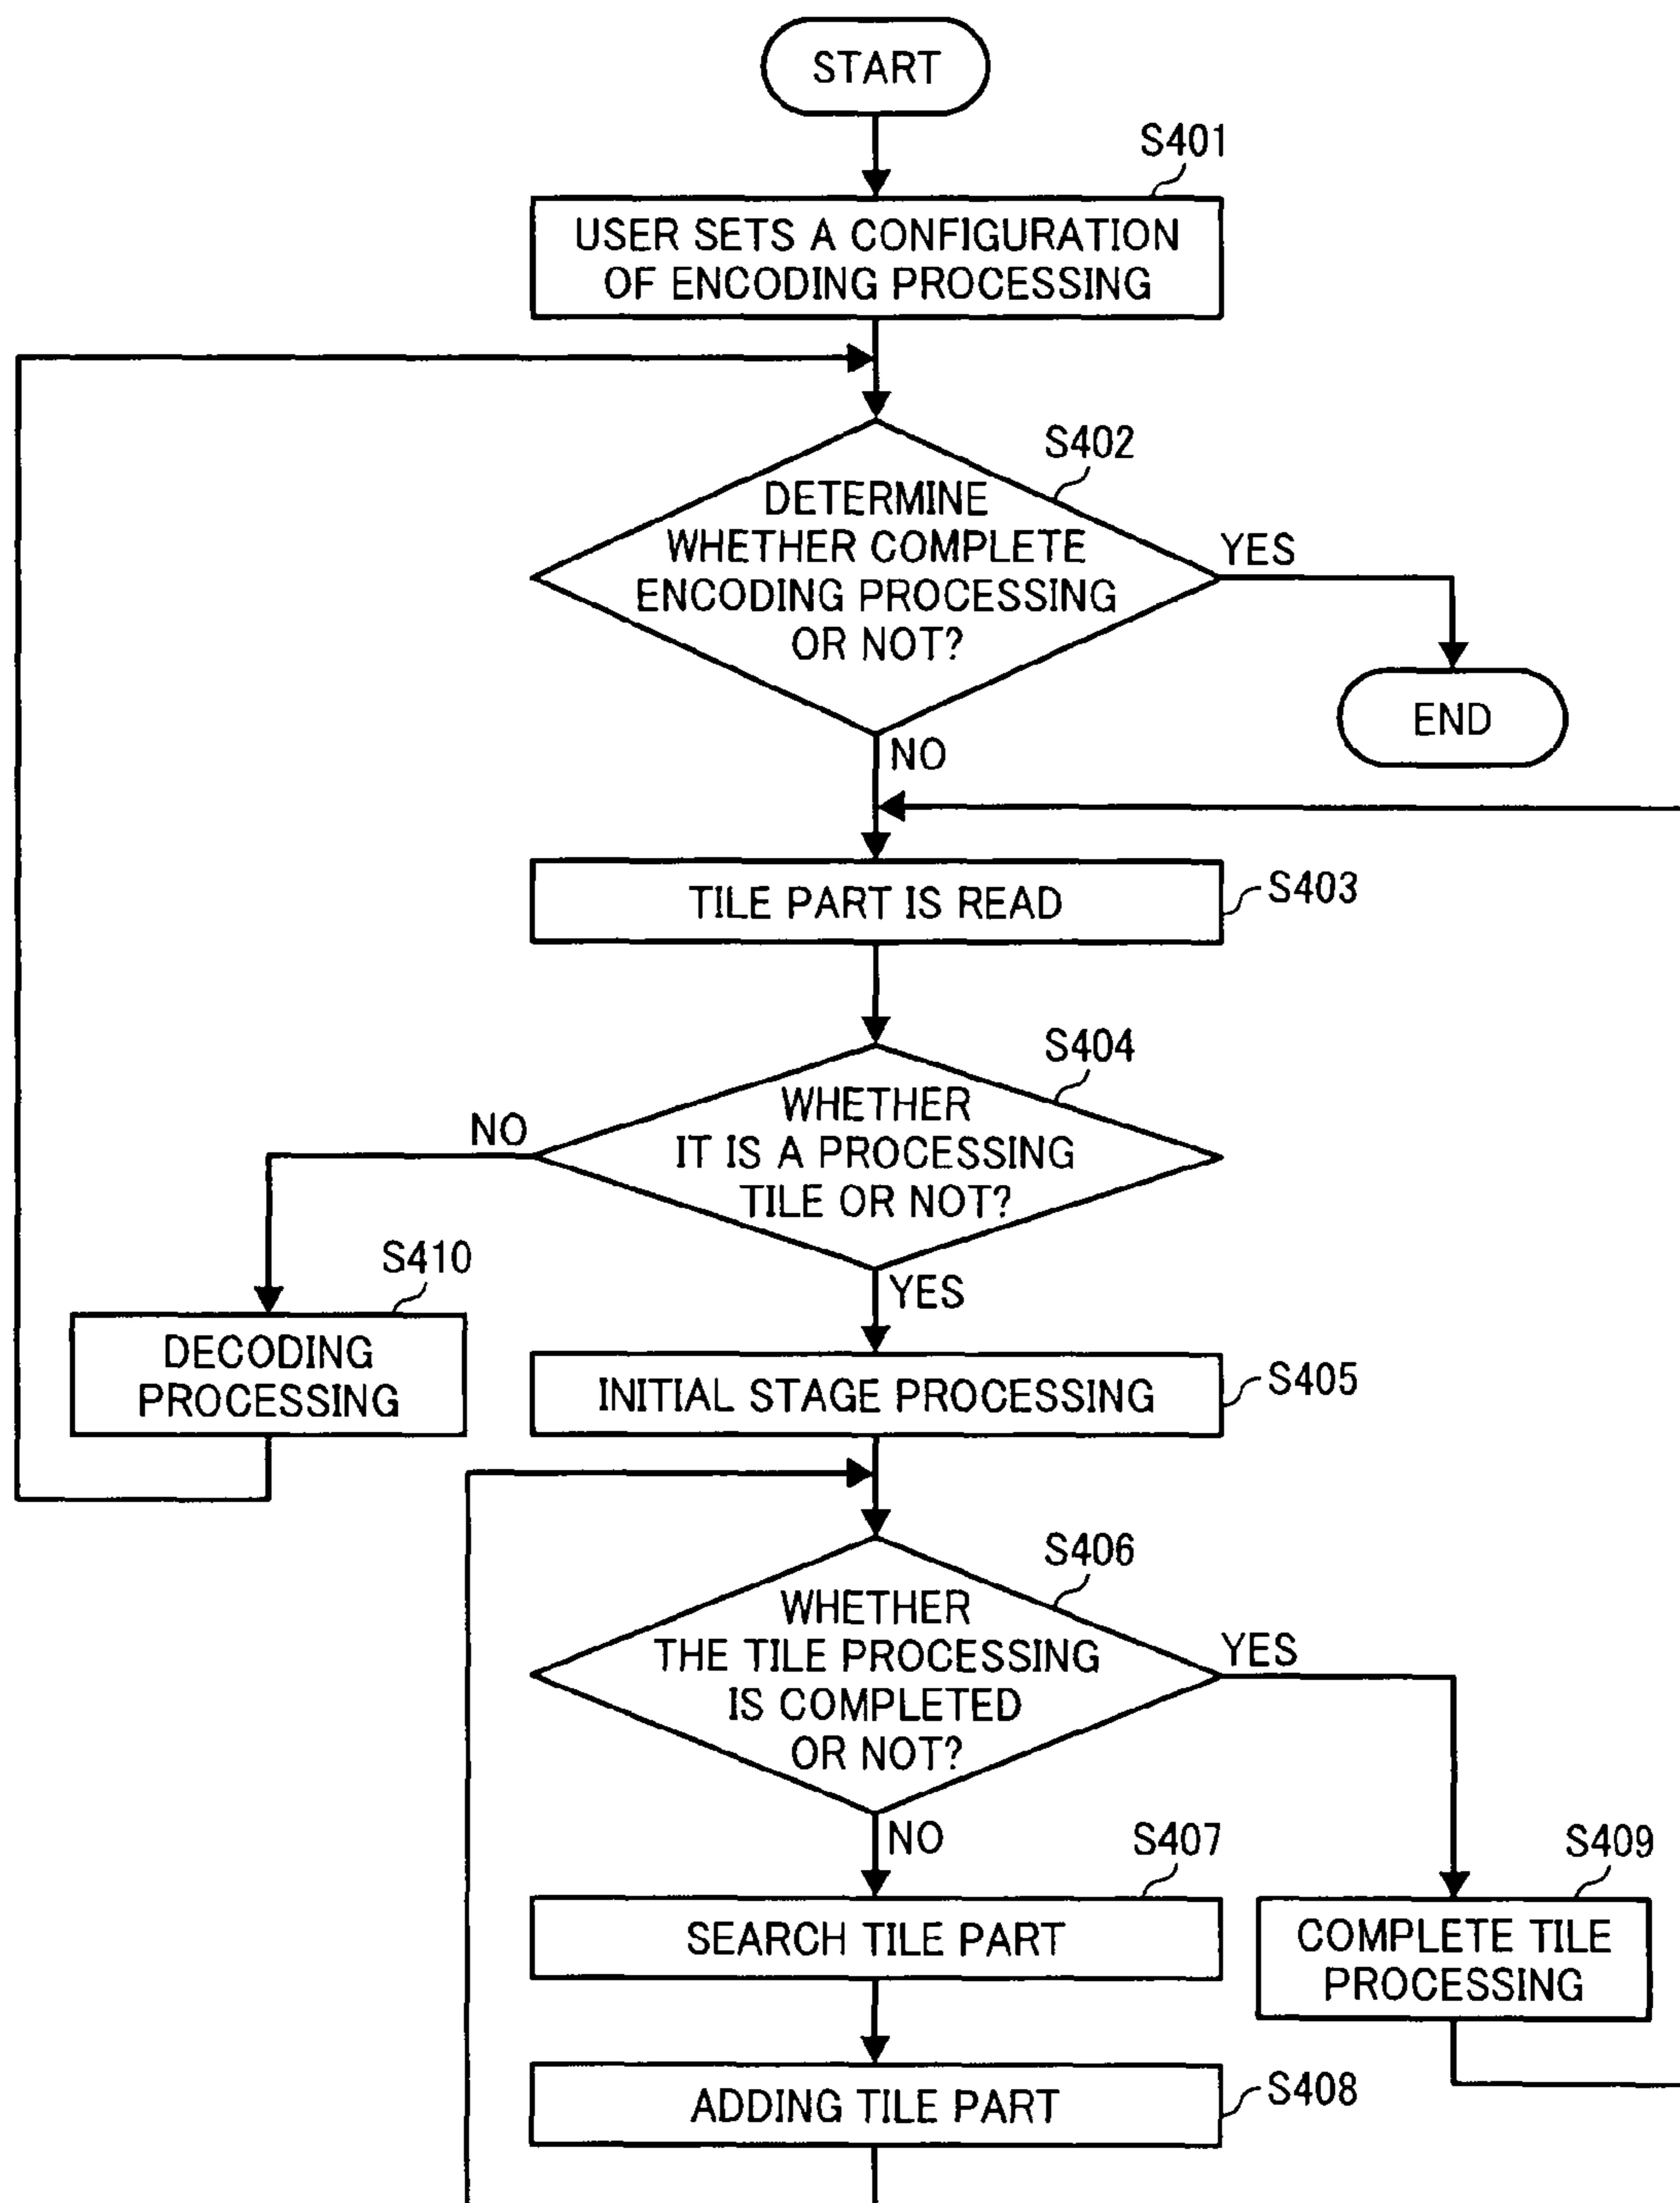 START
S401
USER SETS A CONFIGURATION
OF ENCODING PROCESSING
S402
DETERMINE
WHETHER COMPLETE
ENCODING PROCESSING
OR NOT?
YES
END
NO
TILE PART IS READ
S403
S404
WHETHER
IT IS A PROCESSING
TILE OR NOT?
NO
YES
S410
DECODING
PROCESSING
INITIAL STAGE PROCESSING
S405
S406
WHETHER
THE TILE PROCESSING
IS COMPLETED
OR NOT?
YES
NO
S407
SEARCH TILE PART
S409
COMPLETE TILE
PROCESSING
ADDING TILE PART
S408